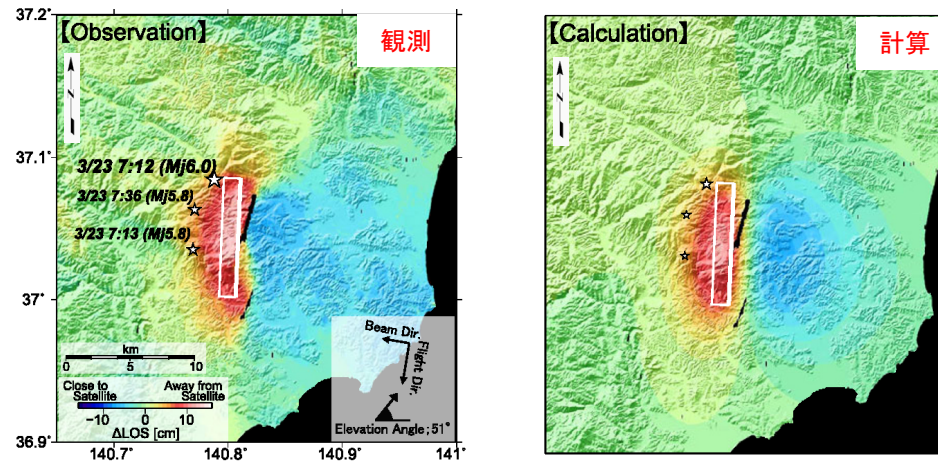 【Observation】
観測
37.2°
37.1°
37°
36.9°
3/23 7:12 (Mj6.0)
3/23 7:36 (Mj5.8)
3/23 7:13 (Mj5.8)
km
0 5 10
Close to Satellite
Away from Satellite
−10 0 10
ΔLOS [cm]
Beam Dir.
Flight Dir.
Elevation Angle;51°
140.7° 140.8° 140.9° 141°
【Calculation】
計算